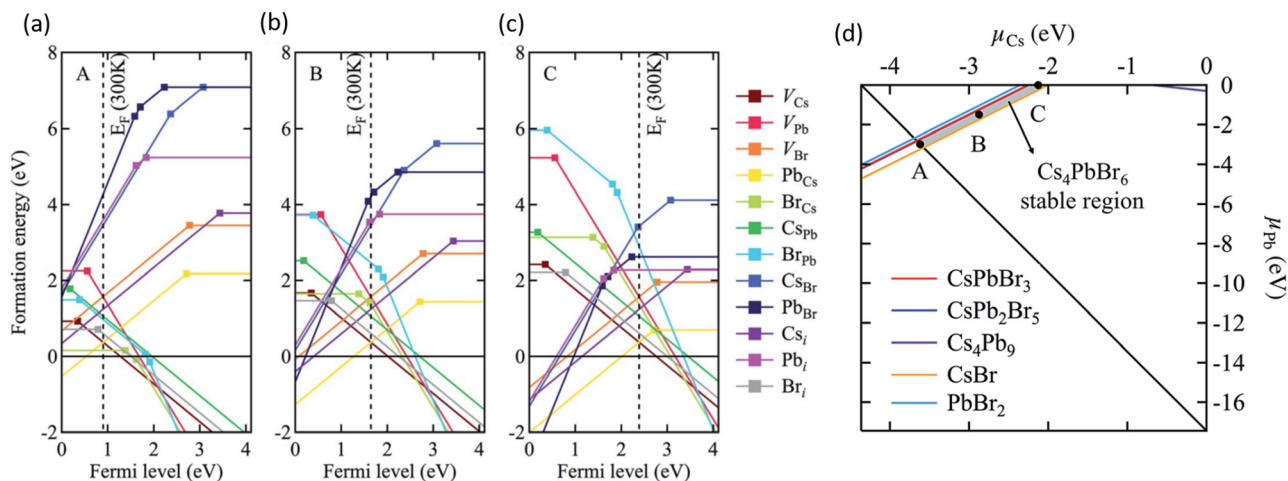 (a)
8
6
4
2
0
-2
Formation energy (eV)
A
E_F (300K)
0 1 2 3 4
Fermi level (eV)
(b)
B
E_F (300K)
0 1 2 3 4
Fermi level (eV)
(c)
C
E_F (300K)
0 1 2 3 4
Fermi level (eV)
V_Cs
V_Pb
V_Br
Pb_Cs
Br_Cs
Cs_Pb
Br_Pb
Cs_Br
Pb_Br
Cs_i
Pb_i
Br_i
(d)
μ_Cs (eV)
-4 -3 -2 -1 0
0
-2
-4
-6
-8
-10
-12
-14
-16
μ_Pb (eV)
A
B
C
Cs₄PbBr₆
stable region
CsPbBr₃
CsPb₂Br₅
Cs₄Pb₉
CsBr
PbBr₂